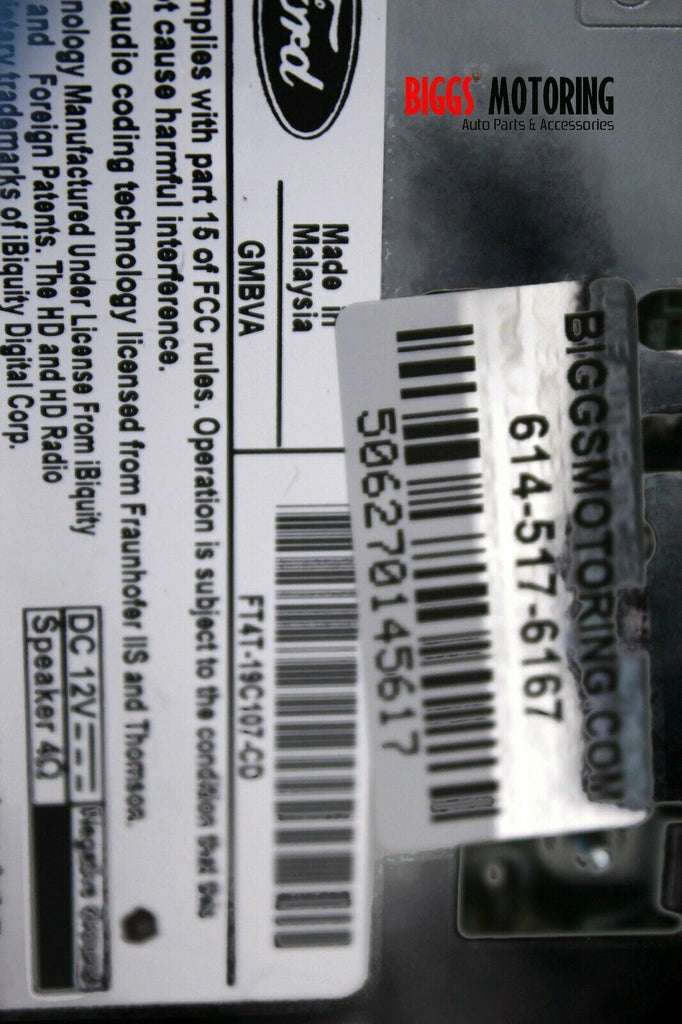 BIGGS MOTORING
Auto Parts & Accessories
Ford
Made in
Malaysia
GMBVA
FT4T-19C107-CD
mplies with part 15 of FCC rules. Operation is subject to the condition that this
t cause harmful interference.
audio coding technology licensed from Fraunhofer IIS and Thomson.
nology Manufactured Under License From iBiquity
and Foreign Patents. The HD and HD Radio
etary trademarks of iBiquity Digital Corp.
DC 12V Negative Ground
Speaker 4Ω
BIGGSMOTORING.COM
614-517-6167
506270145617